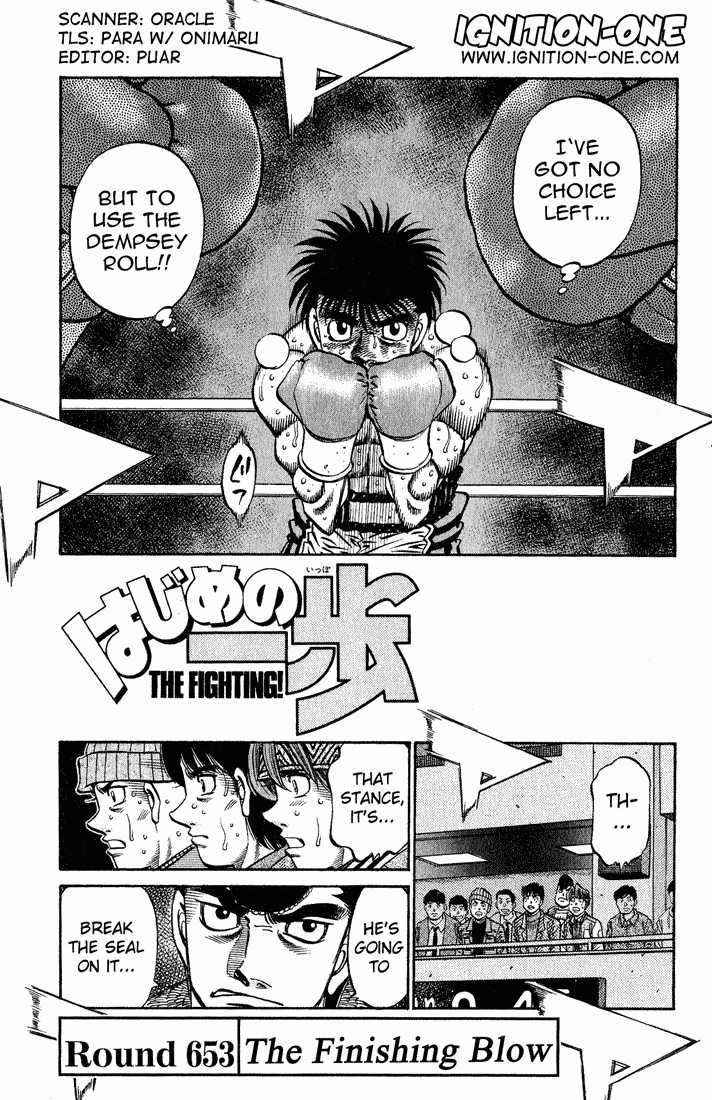 SCANNER: ORACLE
TLS: PARA W/ ONIMARU
EDITOR: PUAR
IGNITION-ONE
WWW.IGNITION-ONE.COM
I'VE
GOT NO
CHOICE
LEFT...
BUT TO
USE THE
DEMPSEY
ROLL!!
ぐっ
はじめの一歩
いっぽ
THE FIGHTING!
TH-
...
THAT
STANCE,
IT'S...
HE'S
GOING
TO
BREAK
THE SEAL
ON IT...
Round 653
The Finishing Blow